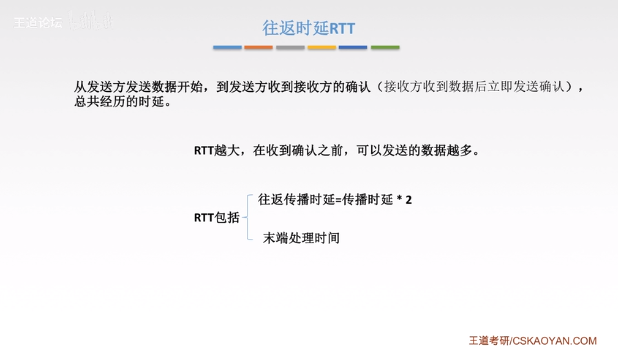 王道论坛
往返时延RTT
从发送方发送数据开始，到发送方收到接收方的确认（接收方收到数据后立即发送确认），
总共经历的时延。
RTT越大，在收到确认之前，可以发送的数据越多。
往返传播时延=传播时延 * 2
RTT包括
末端处理时间
王道考研/CSKAOYAN.COM